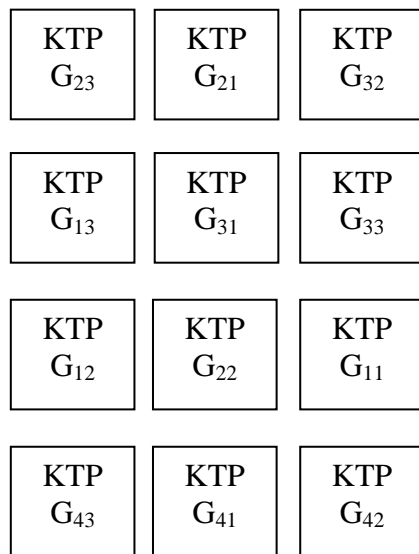 KTP KTP KTP
G₂₃ G₂₁ G₃₂
KTP KTP KTP
G₁₃ G₃₁ G₃₃
KTP KTP KTP
G₁₂ G₂₂ G₁₁
KTP KTP KTP
G₄₃ G₄₁ G₄₂